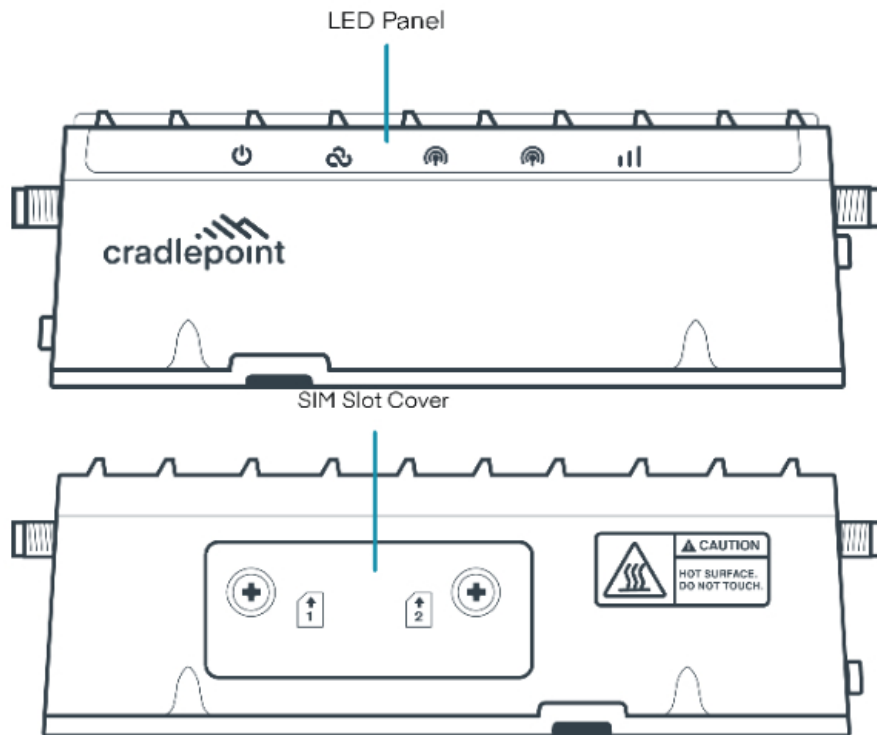 LED Panel
cradlepoint
SIM Slot Cover
CAUTION
HOT SURFACE.
DO NOT TOUCH.
1
2